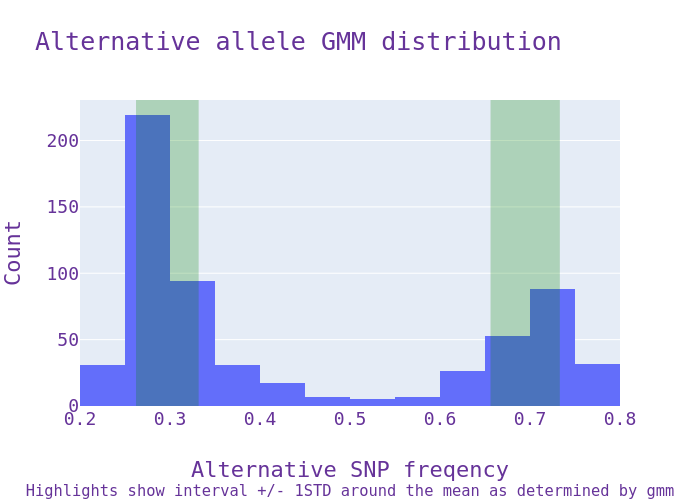 Alternative allele GMM distribution
200
150
100
50
0
Count
0.2 0.3 0.4 0.5 0.6 0.7 0.8
Alternative SNP freqency
Highlights show interval +/- 1STD around the mean as determined by gmm